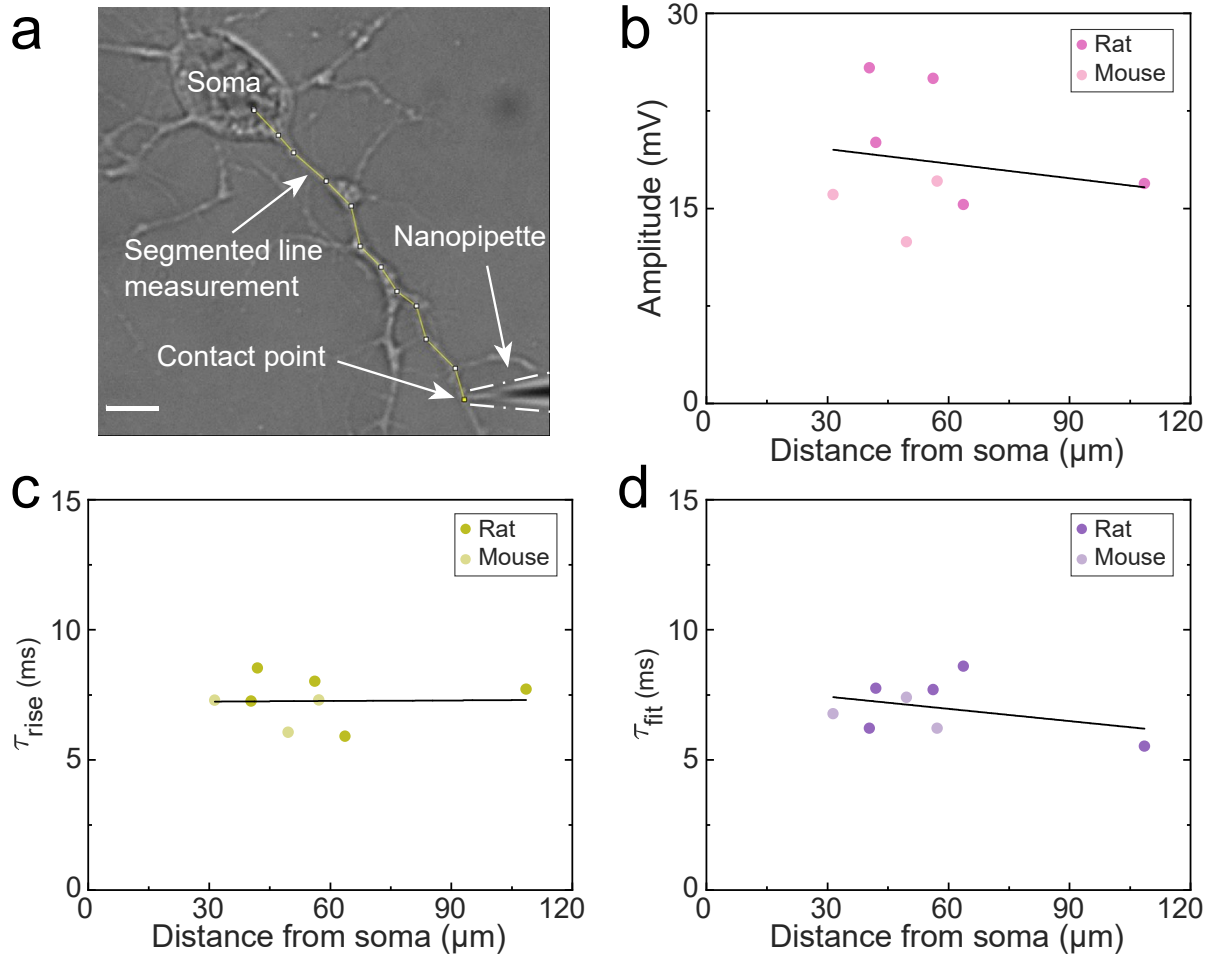 a
Soma
Segmented line
measurement
Nanopipette
Contact point
b
30
15
0
Amplitude (mV)
Rat
Mouse
0
30
60
90
120
Distance from soma (µm)
c
15
10
5
0
τrise (ms)
Rat
Mouse
0
30
60
90
120
Distance from soma (µm)
d
15
10
5
0
τfit (ms)
Rat
Mouse
0
30
60
90
120
Distance from soma (µm)